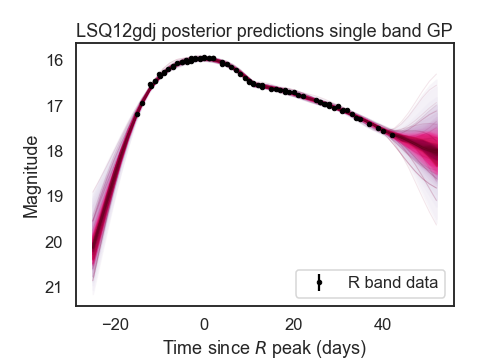 LSQ12gdj posterior predictions single band GP
16
17
18
19
20
21
Magnitude
R band data
−20
0
20
40
Time since R peak (days)